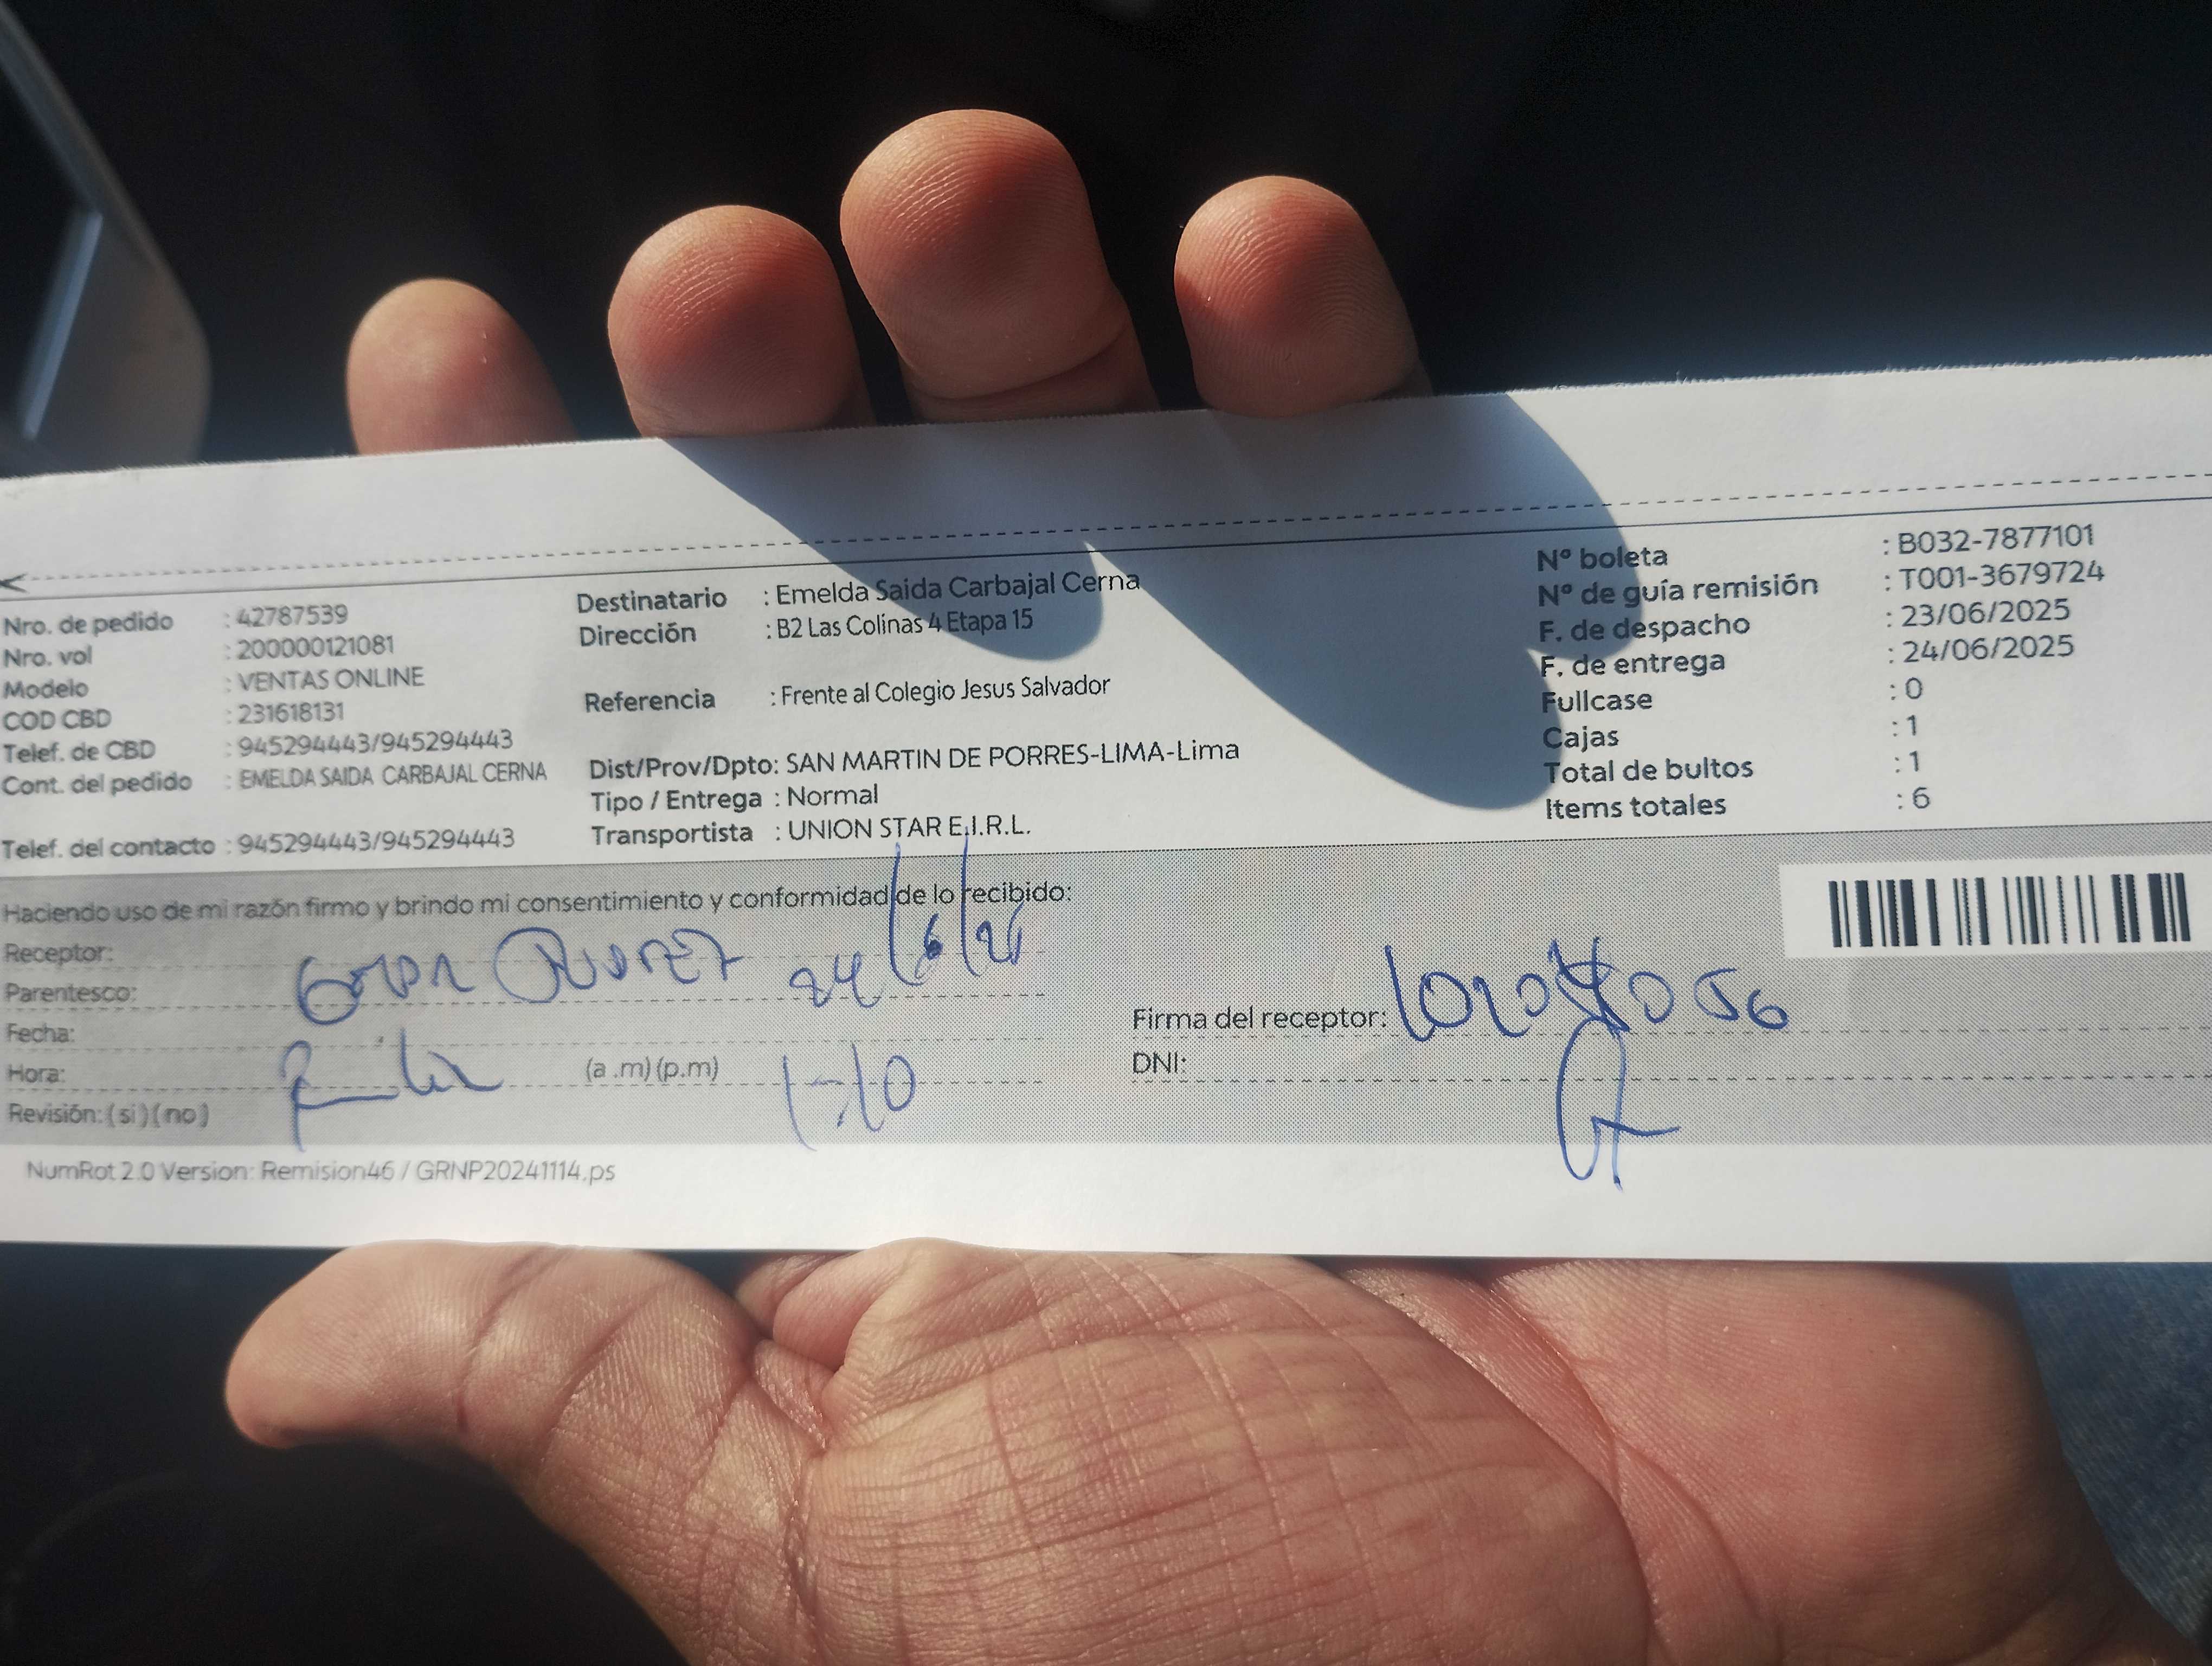 Nro. de pedido : 42787539
Nro. vol : 200000121081
Modelo : VENTAS ONLINE
COD CBD : 231618131
Telef. de CBD : 945294443/945294443
Cont. del pedido : EMELDA SAIDA CARBAJAL CERNA
Telef. del contacto : 945294443/945294443
Destinatario : Emelda Saida Carbajal Cerna
Dirección : B2 Las Colinas 4 Etapa 15
Referencia : Frente al Colegio Jesus Salvador
Dist/Prov/Dpto: SAN MARTIN DE PORRES-LIMA-Lima
Tipo / Entrega : Normal
Transportista : UNION STAR E.I.R.L.
Nº boleta : B032-7877101
Nº de guía remisión : T001-3679724
F. de despacho : 23/06/2025
F. de entrega : 24/06/2025
Fullcase : 0
Cajas : 1
Total de bultos : 1
Items totales : 6
Haciendo uso de mi razón firmo y brindo mi consentimiento y conformidad de lo recibido:
Receptor:
Parentesco:
Fecha:
Hora: (a .m) (p.m) 1:10
Revisión: ( si ) ( no )
Firma del receptor:
DNI:
NumRot 2.0 Version: Remision46 / GRNP20241114.ps